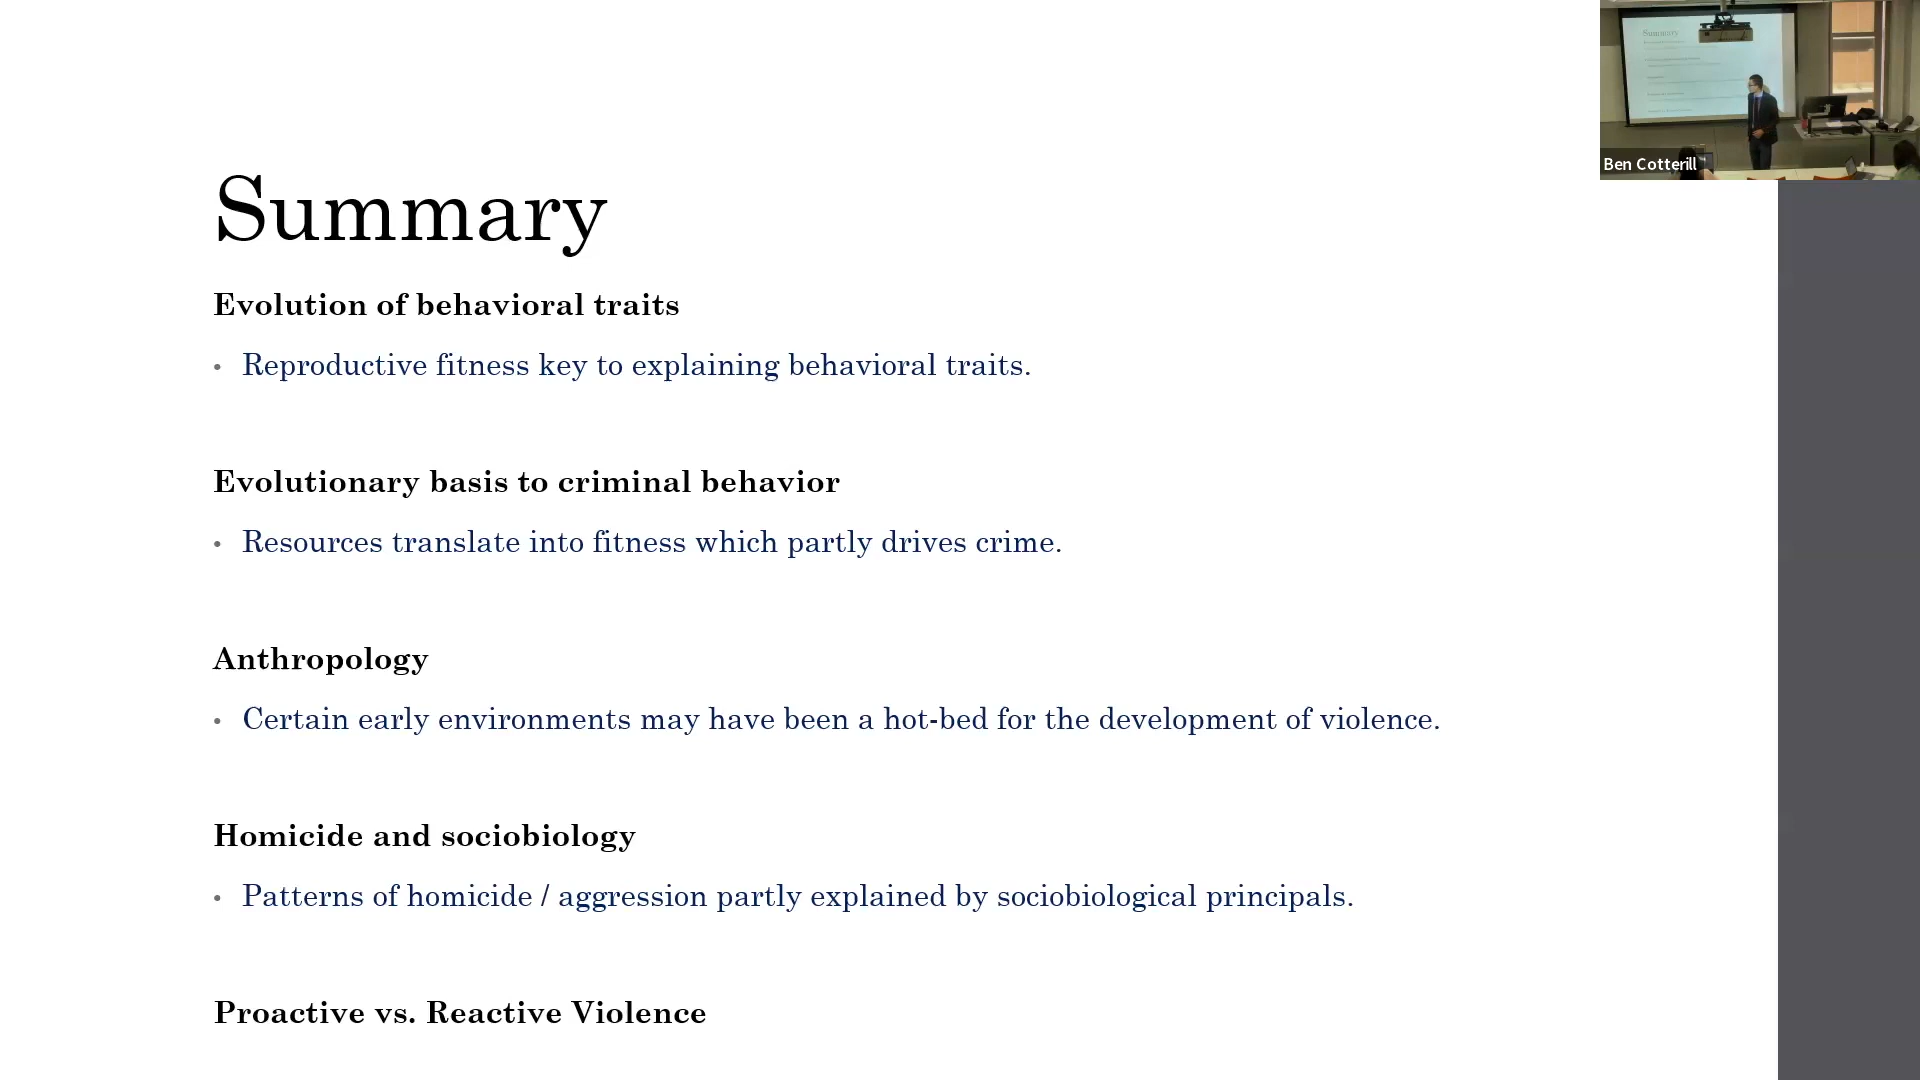 Summary
Evolution of behavioral traits
• Reproductive fitness key to explaining behavioral traits.
Evolutionary basis to criminal behavior
• Resources translate into fitness which partly drives crime.
Anthropology
• Certain early environments may have been a hot-bed for the development of violence.
Homicide and sociobiology
• Patterns of homicide / aggression partly explained by sociobiological principals.
Proactive vs. Reactive Violence
Summary
Ben Cotterill